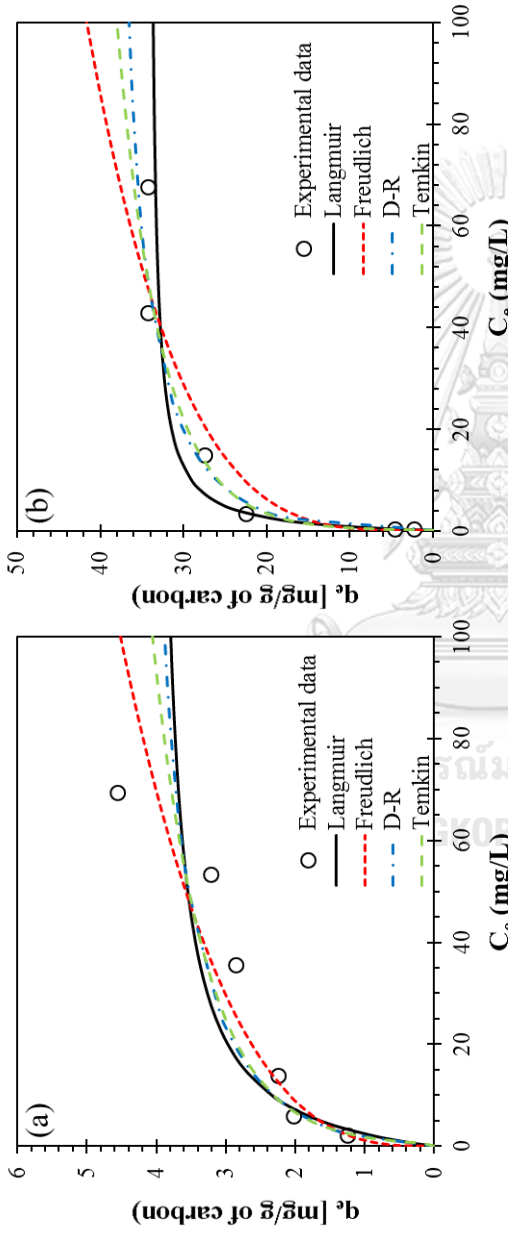 (a)
6
5
4
3
2
1
0
qe [mg/g of carbon)
0 20 40 60 80 100
Ce (mg/L)
Experimental data
Langmuir
Freudlich
D-R
Temkin
(b)
50
40
30
20
10
0
qe [mg/g of carbon)
0 20 40 60 80 100
Ce (mg/L)
Experimental data
Langmuir
Freudlich
D-R
Temkin